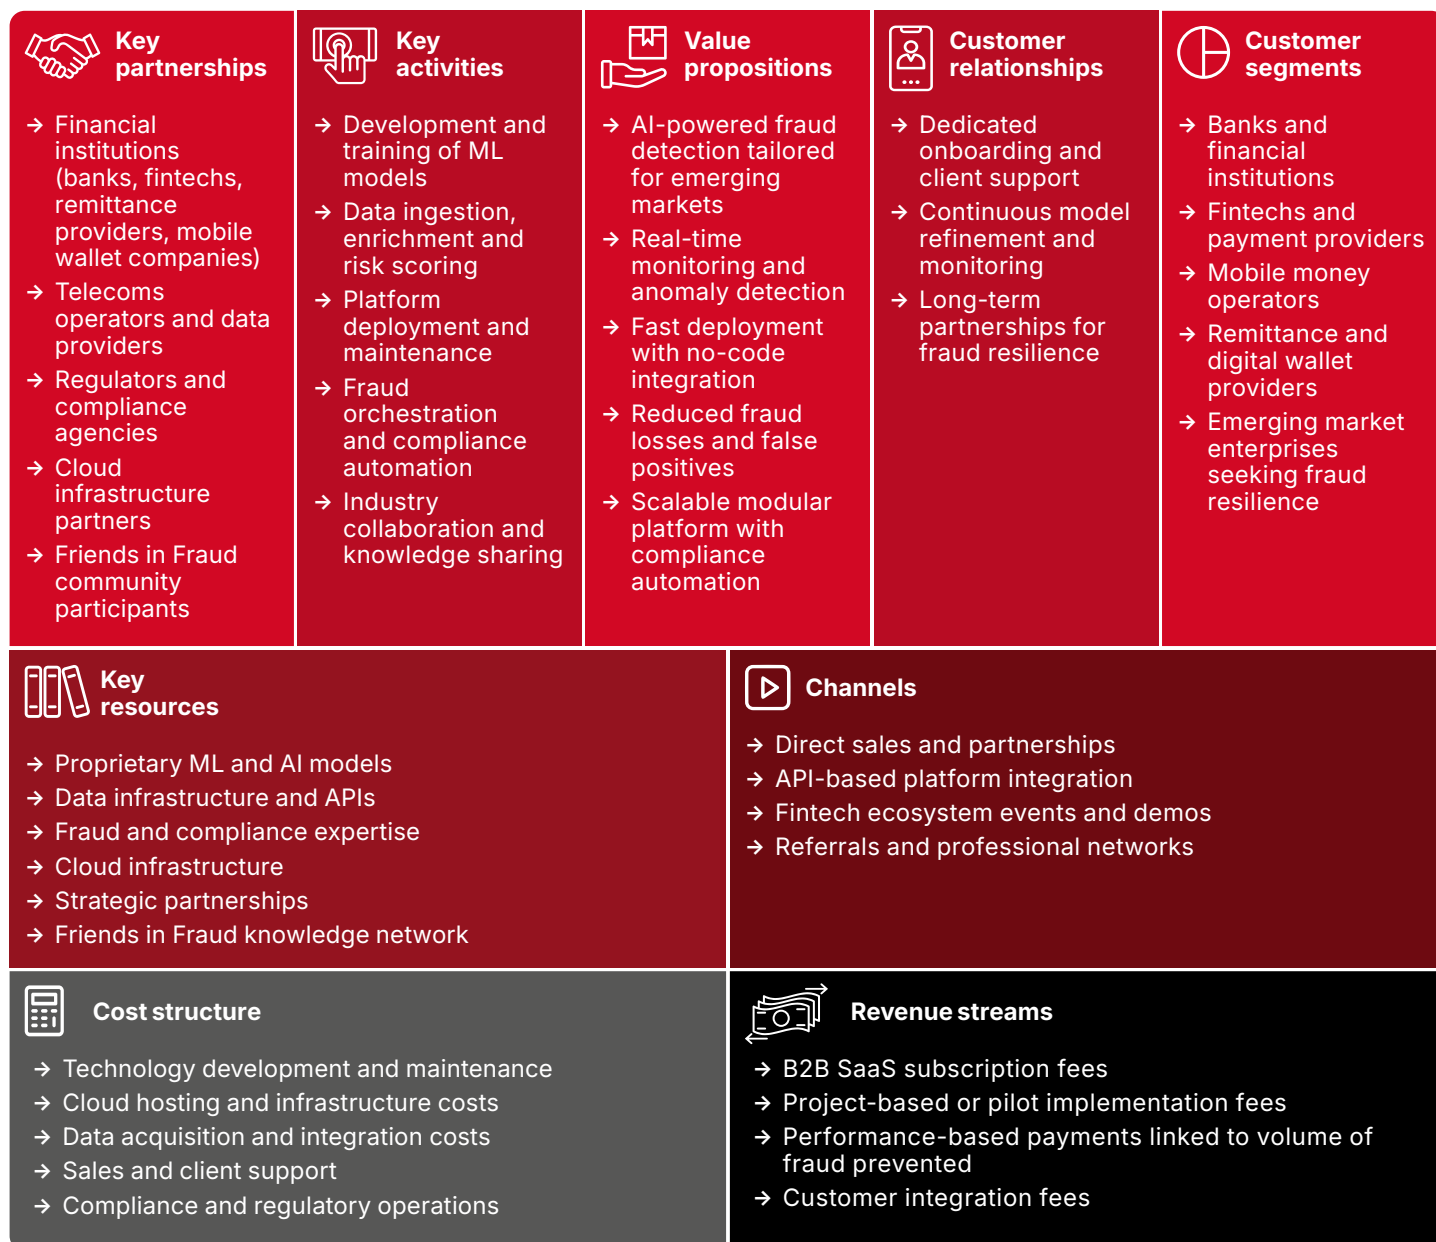 Key
partnerships
→ Financial
institutions
(banks, fintechs,
remittance
providers, mobile
wallet companies)
→ Telecoms
operators and data
providers
→ Regulators and
compliance
agencies
→ Cloud
infrastructure
partners
→ Friends in Fraud
community
participants
Key
activities
→ Development and
training of ML
models
→ Data ingestion,
enrichment and
risk scoring
→ Platform
deployment and
maintenance
→ Fraud
orchestration
and compliance
automation
→ Industry
collaboration and
knowledge sharing
Value
propositions
→ AI-powered fraud
detection tailored
for emerging
markets
→ Real-time
monitoring and
anomaly detection
→ Fast deployment
with no-code
integration
→ Reduced fraud
losses and false
positives
→ Scalable modular
platform with
compliance
automation
Customer
relationships
→ Dedicated
onboarding and
client support
→ Continuous model
refinement and
monitoring
→ Long-term
partnerships for
fraud resilience
Customer
segments
→ Banks and
financial
institutions
→ Fintechs and
payment providers
→ Mobile money
operators
→ Remittance and
digital wallet
providers
→ Emerging market
enterprises
seeking fraud
resilience
Key
resources
→ Proprietary ML and AI models
→ Data infrastructure and APIs
→ Fraud and compliance expertise
→ Cloud infrastructure
→ Strategic partnerships
→ Friends in Fraud knowledge network
Channels
→ Direct sales and partnerships
→ API-based platform integration
→ Fintech ecosystem events and demos
→ Referrals and professional networks
Cost structure
→ Technology development and maintenance
→ Cloud hosting and infrastructure costs
→ Data acquisition and integration costs
→ Sales and client support
→ Compliance and regulatory operations
Revenue streams
→ B2B SaaS subscription fees
→ Project-based or pilot implementation fees
→ Performance-based payments linked to volume of
fraud prevented
→ Customer integration fees